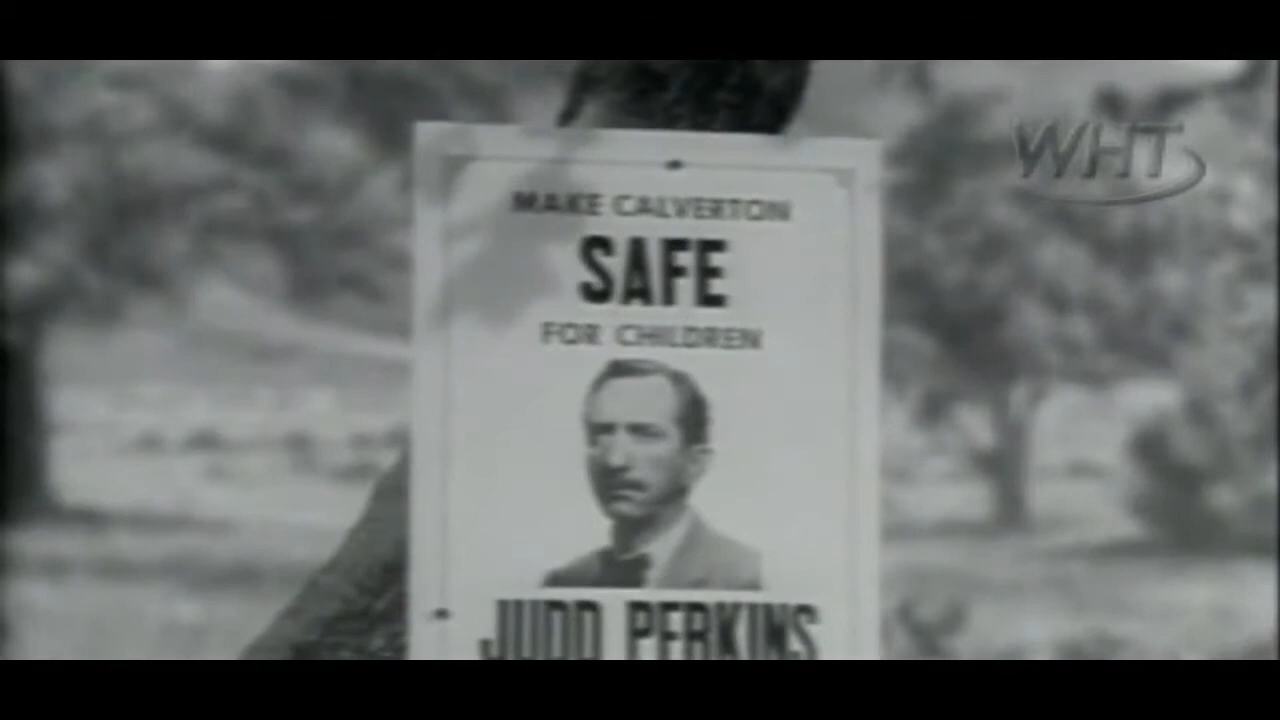 WHT
MAKE CALVERTON
SAFE
FOR CHILDREN
JUDD PERKINS